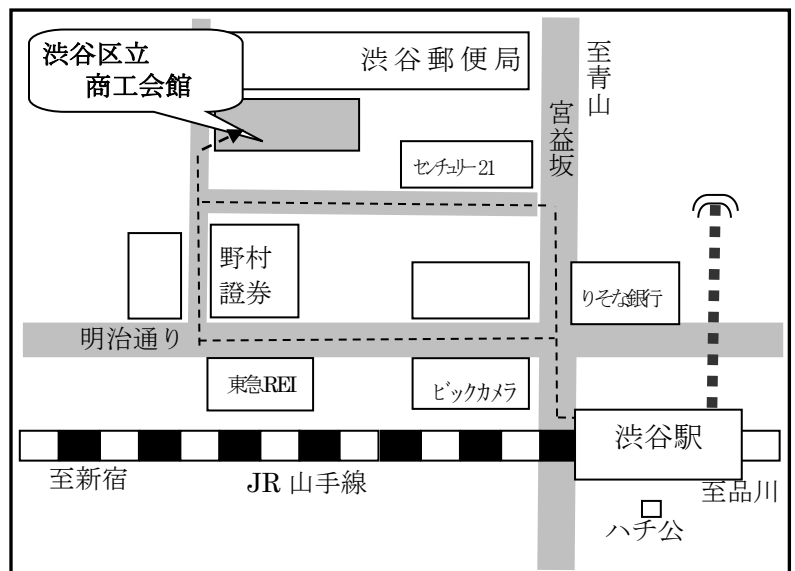 渋谷区立
商工会館
渋谷郵便局
至青山
宮益坂
センチュリー21
野村
證券
りそな銀行
明治通り
東急REI
ビックカメラ
渋谷駅
至新宿
JR 山手線
至品川
ハチ公